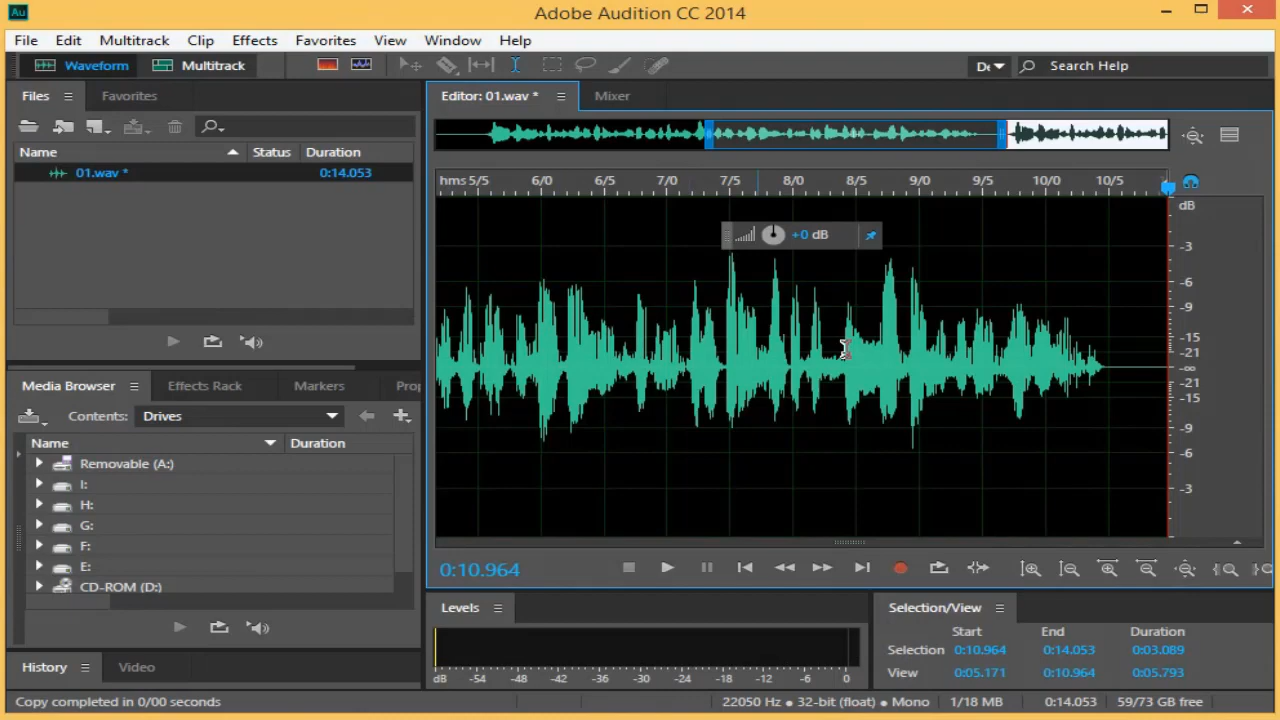 Au
Adobe Audition CC 2014
File Edit Multitrack Clip Effects Favorites View Window Help
Waveform Multitrack
Search Help
Files Favorites
Editor: 01.wav * Mixer
Name Status Duration
01.wav * 0:14.053
hms 5/5 6/0 6/5 7/0 7/5 8/0 8/5 9/0 9/5 10/0 10/5
dB
+0 dB
-3
-6
-9
-15
-21
-∞
-21
-15
-9
-6
-3
Media Browser Effects Rack Markers Prop
Contents: Drives
Name Duration
Removable (A:)
I:
H:
G:
F:
E:
CD-ROM (D:)
0:10.964
Levels
dB -54 -48 -42 -36 -30 -24 -18 -12 -6 0
Selection/View
Start End Duration
Selection 0:10.964 0:14.053 0:03.089
View 0:05.171 0:10.964 0:05.793
History Video
Copy completed in 0/00 seconds
22050 Hz ● 32-bit (float) ● Mono 1/18 MB 0:14.053 59/73 GB free